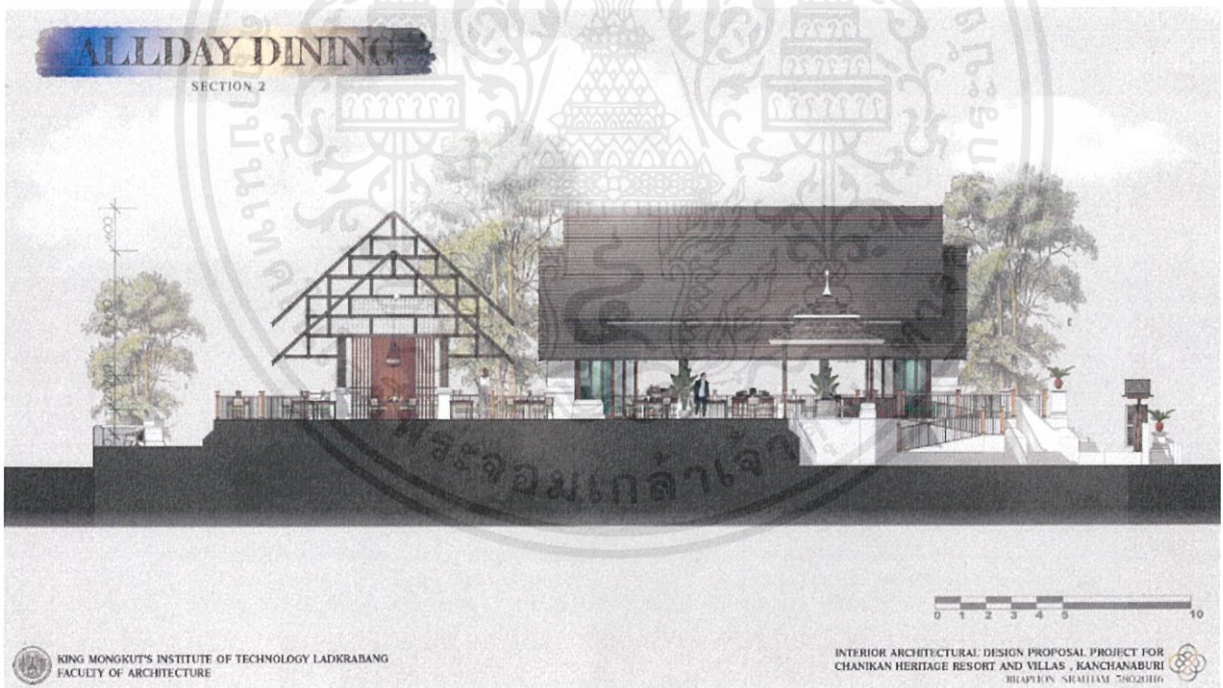 ALLDAY DINING
SECTION 2
พระจอมเกล้าเจ้า
0 1 2 3 4 5 10
KING MONGKUT'S INSTITUTE OF TECHNOLOGY LADKRABANG
FACULTY OF ARCHITECTURE
INTERIOR ARCHITECTURAL DESIGN PROPOSAL PROJECT FOR
CHANIKAN HERITAGE RESORT AND VILLAS , KANCHANABURI